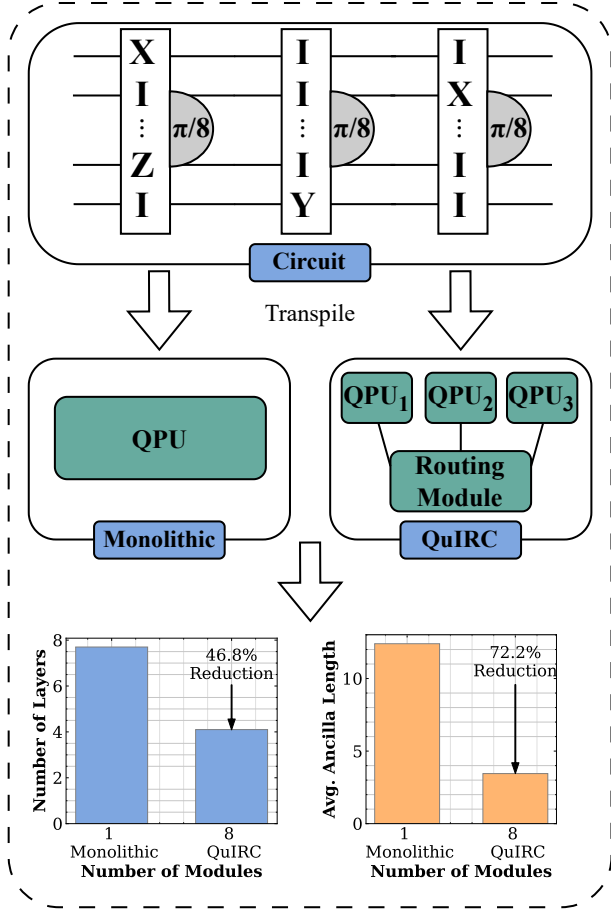 X I I
I I X
⋮ π/8 ⋮ π/8 ⋮ π/8
Z I I
I Y I
Circuit
Transpile
QPU
Monolithic
QPU1 QPU2 QPU3
Routing
Module
QuIRC
Number of Layers
8
6
4
2
0
46.8%
Reduction
1 8
Monolithic QuIRC
Number of Modules
Avg. Ancilla Length
10
5
0
72.2%
Reduction
1 8
Monolithic QuIRC
Number of Modules